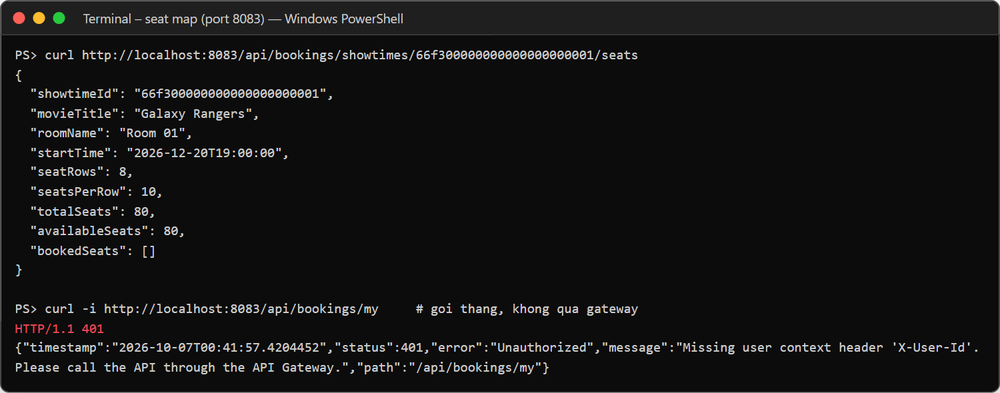 Terminal – seat map (port 8083) — Windows PowerShell
PS> curl http://localhost:8083/api/bookings/showtimes/66f300000000000000000001/seats
{
  "showtimeId": "66f300000000000000000001",
  "movieTitle": "Galaxy Rangers",
  "roomName": "Room 01",
  "startTime": "2026-12-20T19:00:00",
  "seatRows": 8,
  "seatsPerRow": 10,
  "totalSeats": 80,
  "availableSeats": 80,
  "bookedSeats": []
}
PS> curl -i http://localhost:8083/api/bookings/my     # goi thang, khong qua gateway
HTTP/1.1 401
{"timestamp":"2026-10-07T00:41:57.4204452","status":401,"error":"Unauthorized","message":"Missing user context header 'X-User-Id'.
Please call the API through the API Gateway.","path":"/api/bookings/my"}